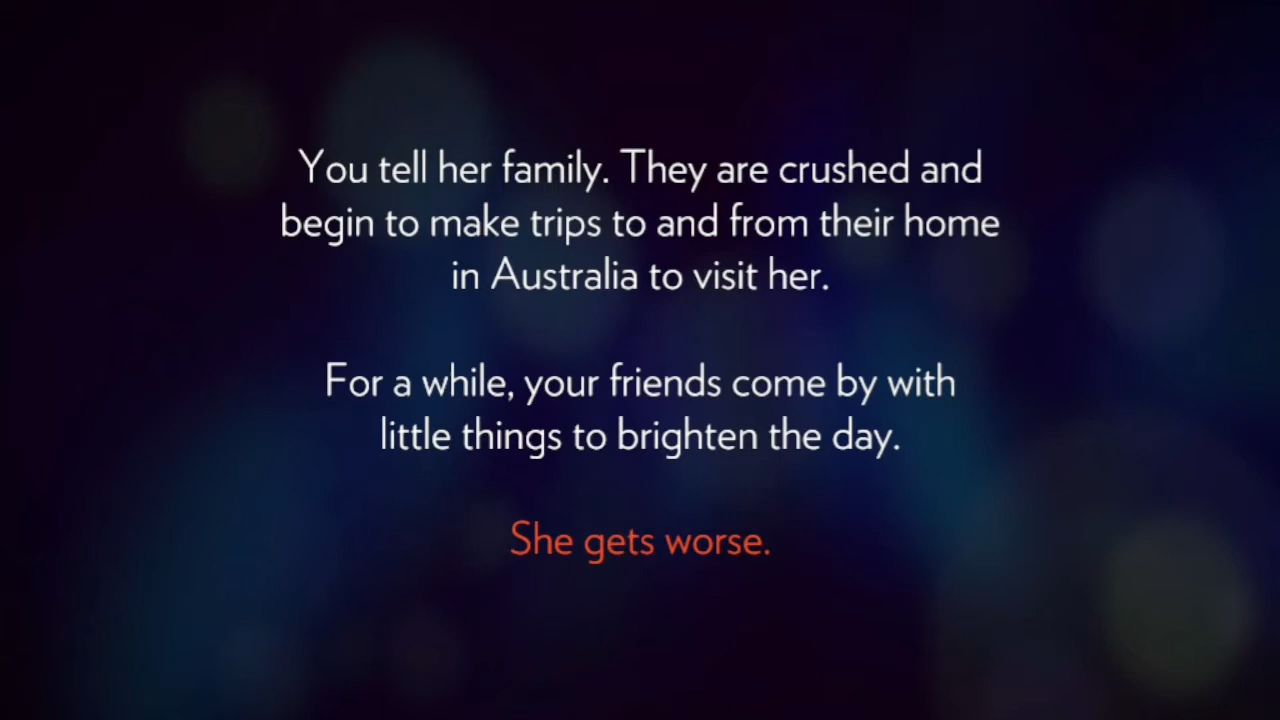 You tell her family. They are crushed and
begin to make trips to and from their home
in Australia to visit her.
For a while, your friends come by with
little things to brighten the day.
She gets worse.